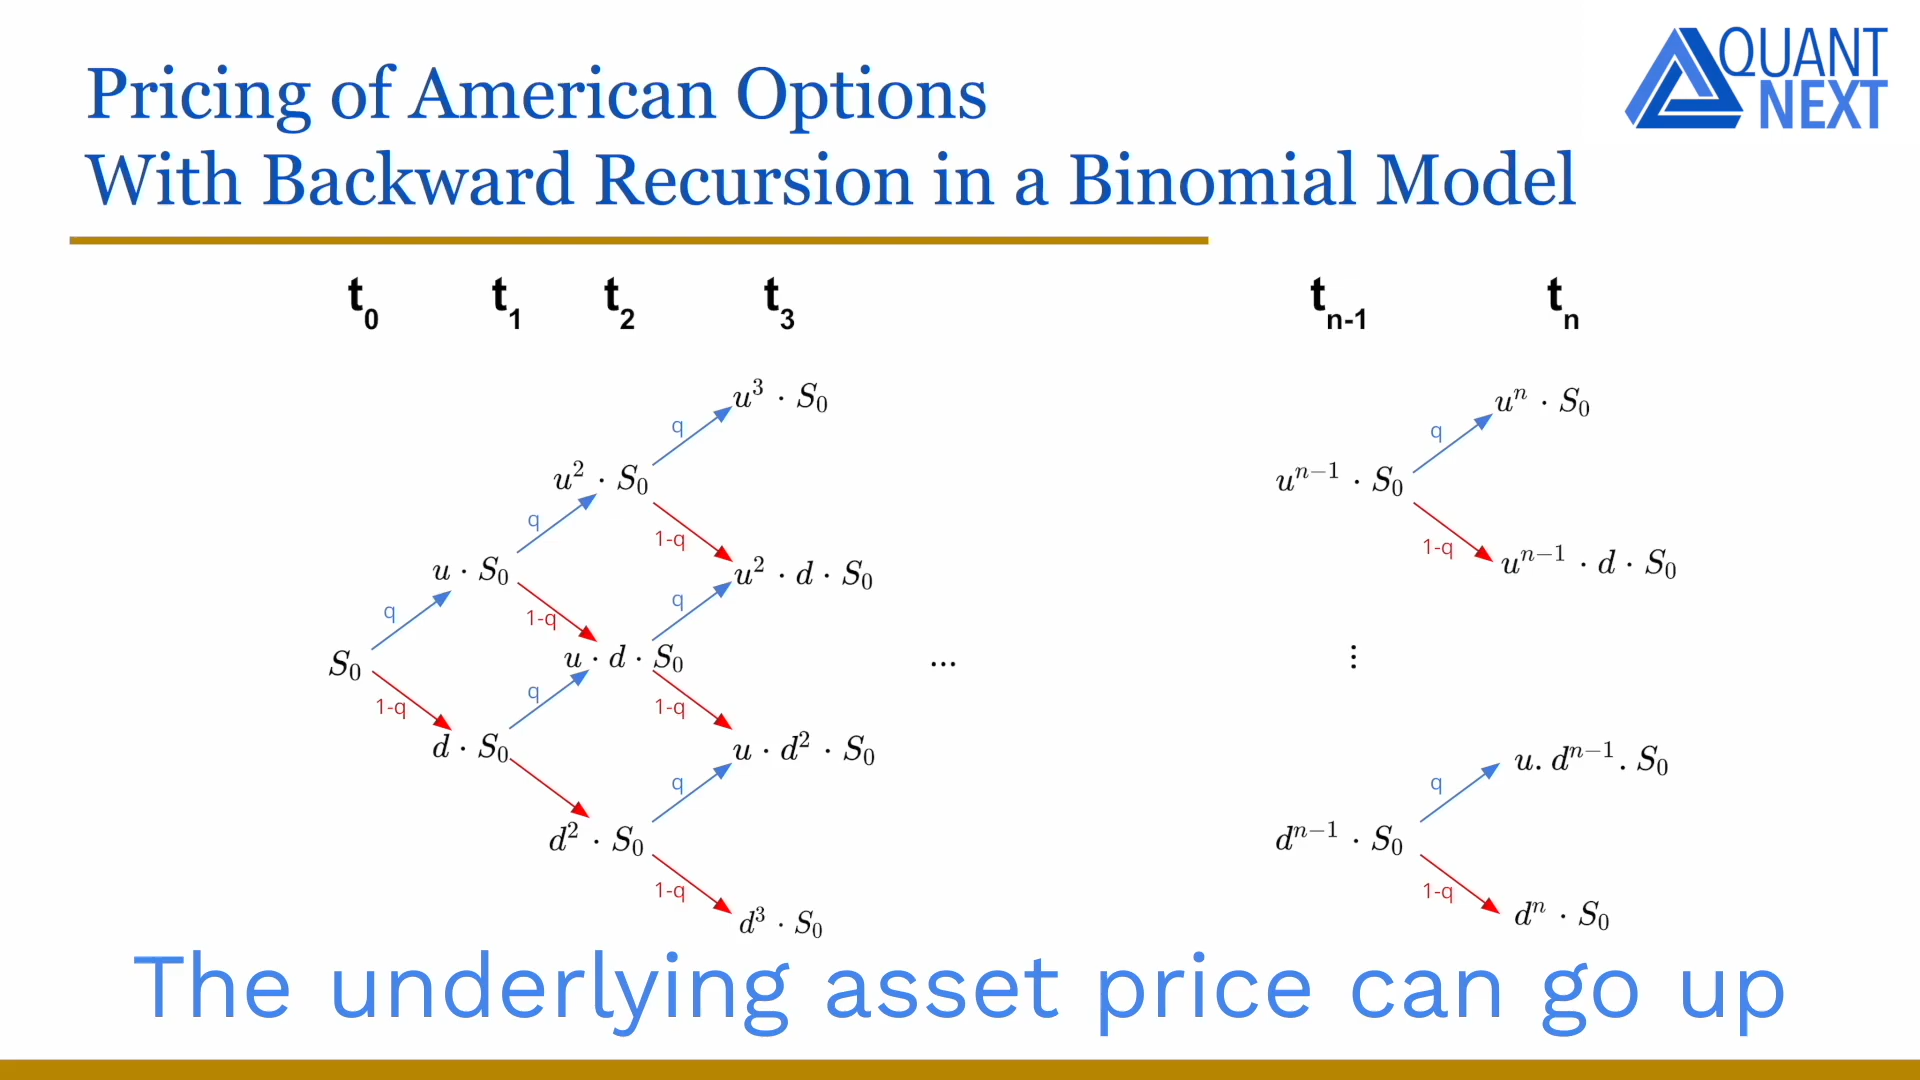 QUANT
NEXT
Pricing of American Options
With Backward Recursion in a Binomial Model
t₀ t₁ t₂ t₃ tₙ₋₁ tₙ
u³ · S₀
uⁿ · S₀
q
q
u² · S₀
uⁿ⁻¹ · S₀
q
1-q
1-q
u · S₀
u² · d · S₀
uⁿ⁻¹ · d · S₀
q
1-q
q
S₀
u · d · S₀
...
⋮
1-q
q
1-q
d · S₀
u · d² · S₀
u. dⁿ⁻¹. S₀
q
q
d² · S₀
dⁿ⁻¹ · S₀
1-q
1-q
d³ · S₀
dⁿ · S₀
The underlying asset price can go up